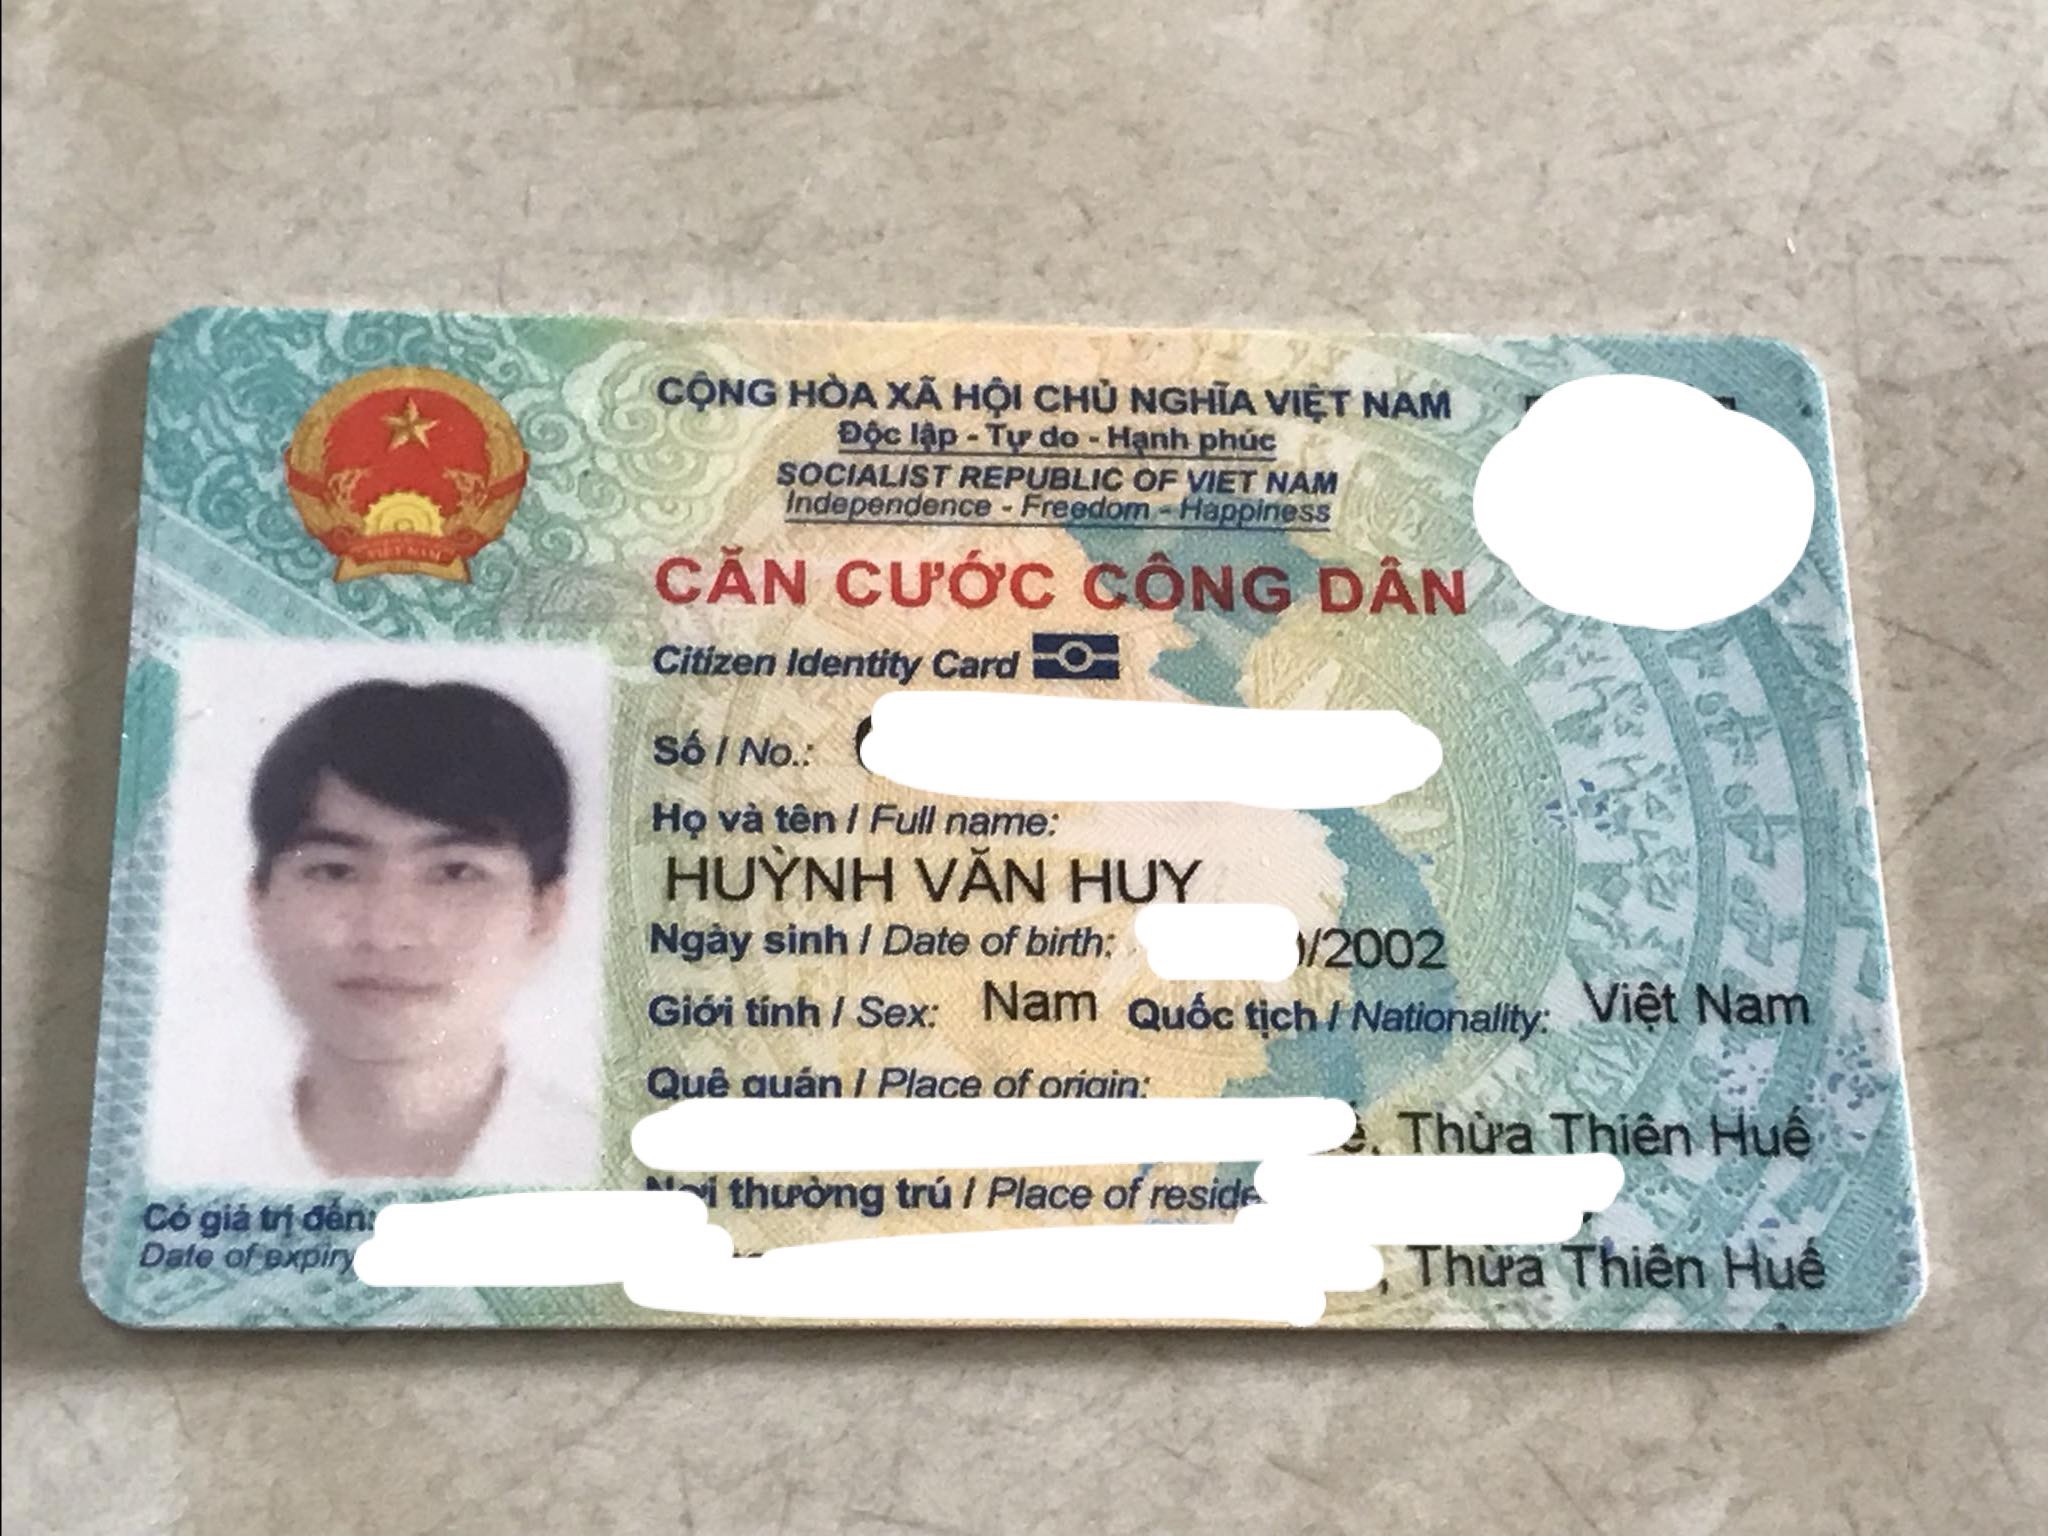 CỘNG HÒA XÃ HỘI CHỦ NGHĨA VIỆT NAM
Độc lập - Tự do - Hạnh phúc
SOCIALIST REPUBLIC OF VIET NAM
Independence - Freedom - Happiness
CĂN CƯỚC CÔNG DÂN
Citizen Identity Card
Số / No.:
Họ và tên / Full name:
HUỲNH VĂN HUY
Ngày sinh / Date of birth: /2002
Giới tính / Sex: Nam Quốc tịch / Nationality: Việt Nam
Quê quán / Place of origin:
, Thừa Thiên Huế
Nơi thường trú / Place of
, Thừa Thiên Huế
Có giá trị đến:
Date of expiry
VIỆT NAM